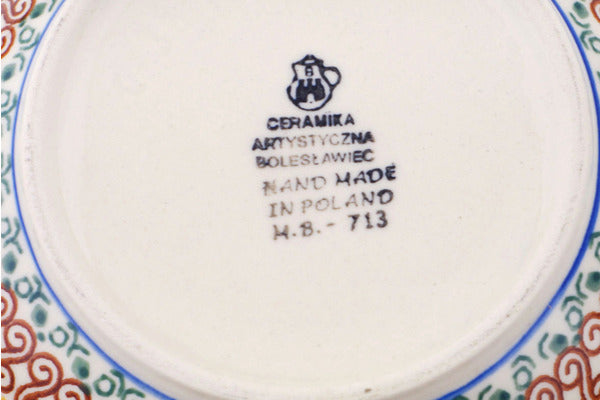 CERAMIKA
ARTYSTYCZNA
BOLESŁAWIEC
HAND MADE
IN POLAND
M.B.- 713